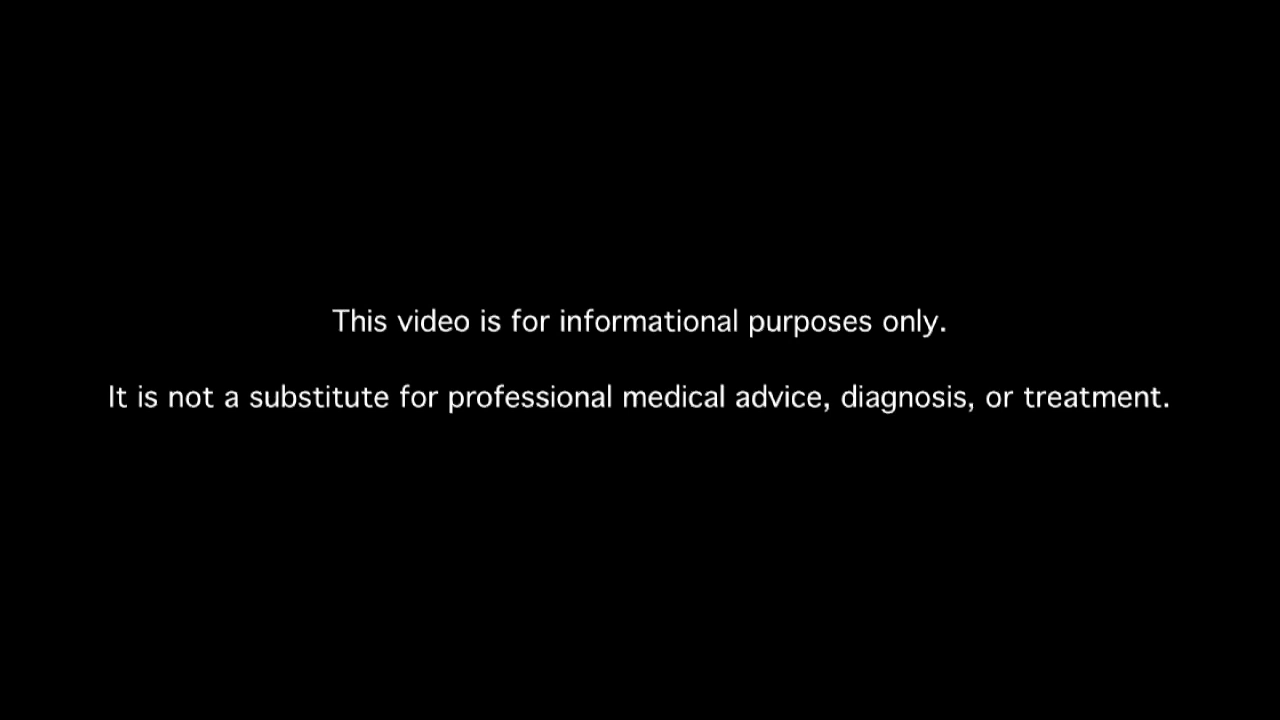 This video is for informational purposes only.
It is not a substitute for professional medical advice, diagnosis, or treatment.